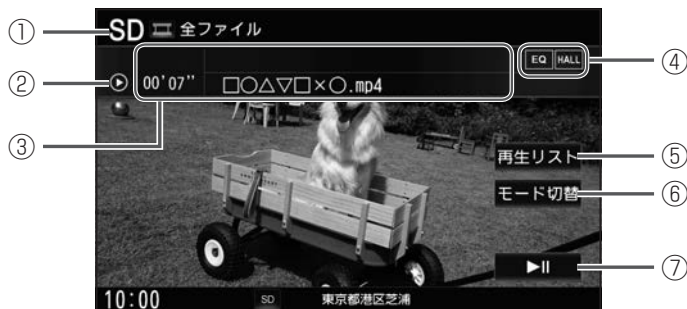 ① SD 全ファイル
② 00'07" □○△▽□×○.mp4
③
EQ HALL ④
再生リスト ⑤
モード切替 ⑥
▶II ⑦
10:00 SD 東京都港区芝浦